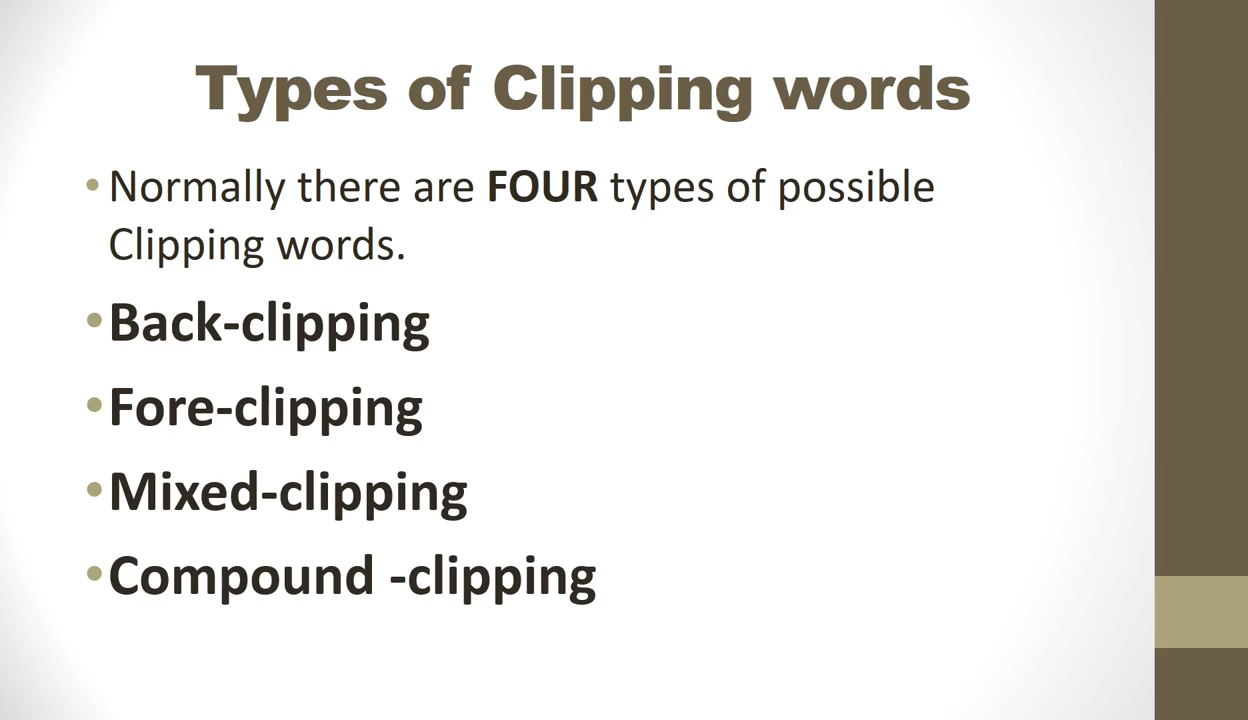 Types of Clipping words
• Normally there are FOUR types of possible
Clipping words.
• Back-clipping
• Fore-clipping
• Mixed-clipping
• Compound -clipping